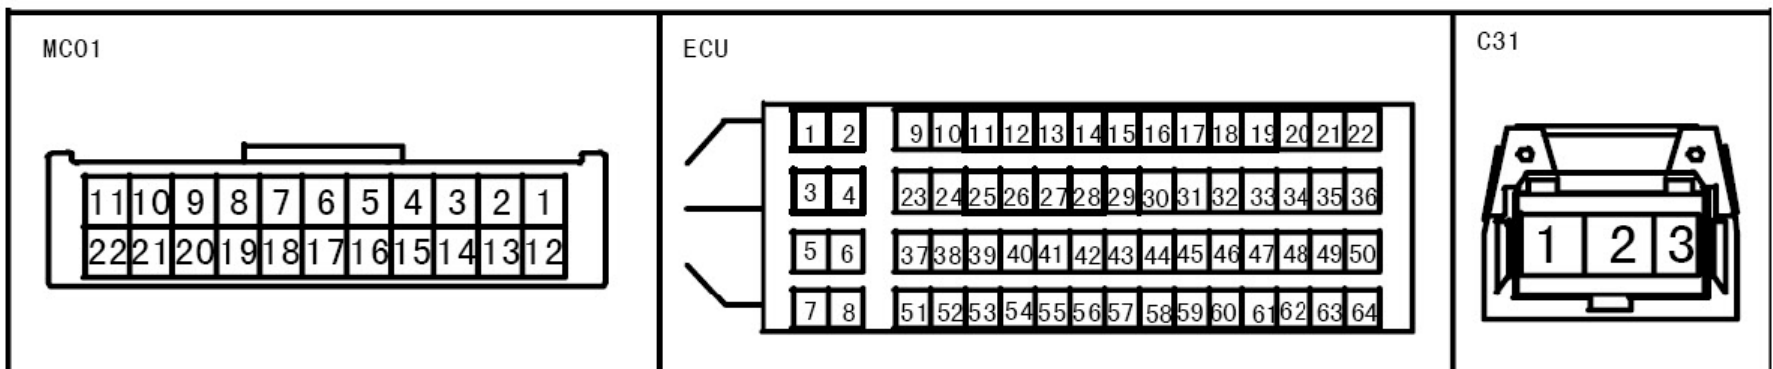 MC01
11 10 9 8 7 6 5 4 3 2 1
22 21 20 19 18 17 16 15 14 13 12
ECU
1 2 9 10 11 12 13 14 15 16 17 18 19 20 21 22
3 4 23 24 25 26 27 28 29 30 31 32 33 34 35 36
5 6 37 38 39 40 41 42 43 44 45 46 47 48 49 50
7 8 51 52 53 54 55 56 57 58 59 60 61 62 63 64
C31
1 2 3